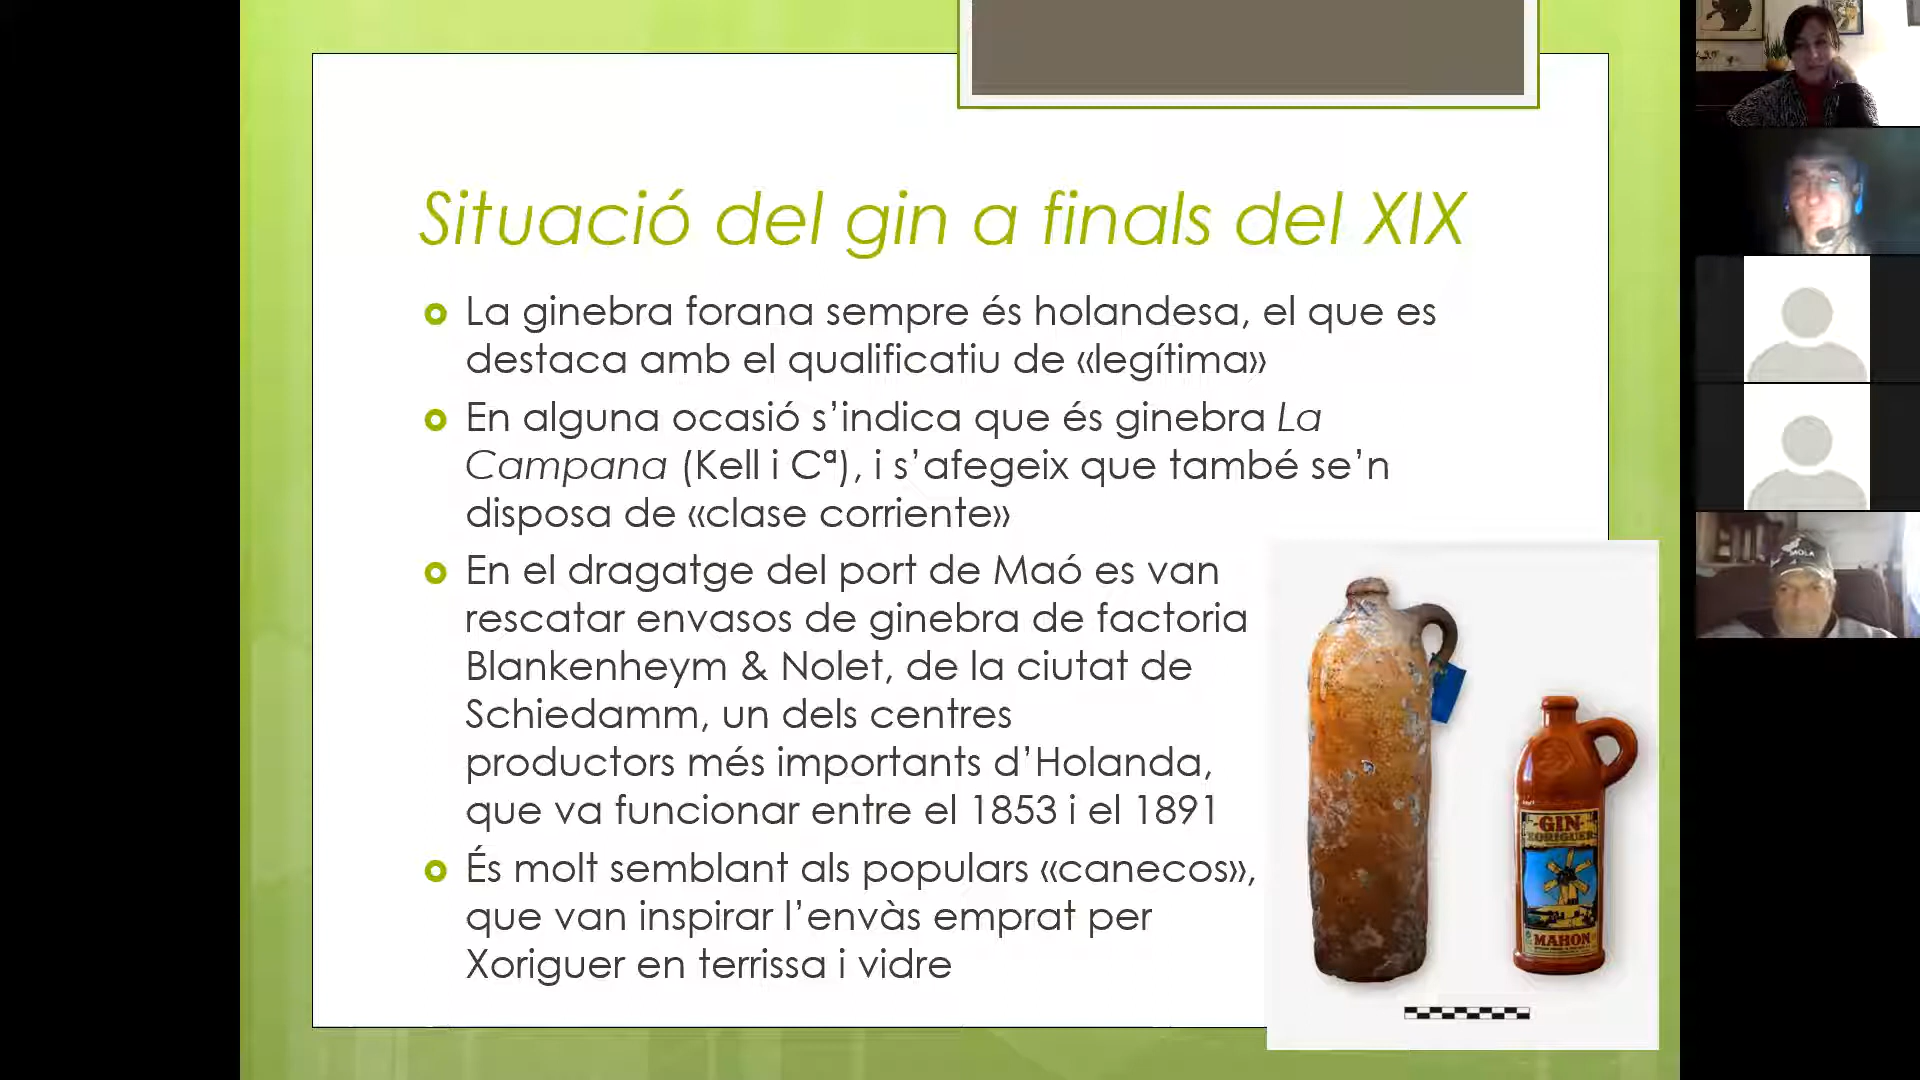 Situació del gin a finals del XIX
La ginebra forana sempre és holandesa, el que es
destaca amb el qualificatiu de «legítima»
En alguna ocasió s’indica que és ginebra La
Campana (Kell i Cª), i s’afegeix que també se’n
disposa de «clase corriente»
En el dragatge del port de Maó es van
rescatar envasos de ginebra de factoria
Blankenheym & Nolet, de la ciutat de
Schiedamm, un dels centres
productors més importants d’Holanda,
que va funcionar entre el 1853 i el 1891
És molt semblant als populars «canecos»,
que van inspirar l’envàs emprat per
Xoriguer en terrissa i vidre
GIN
XORIGUER
MAHON
MOLA